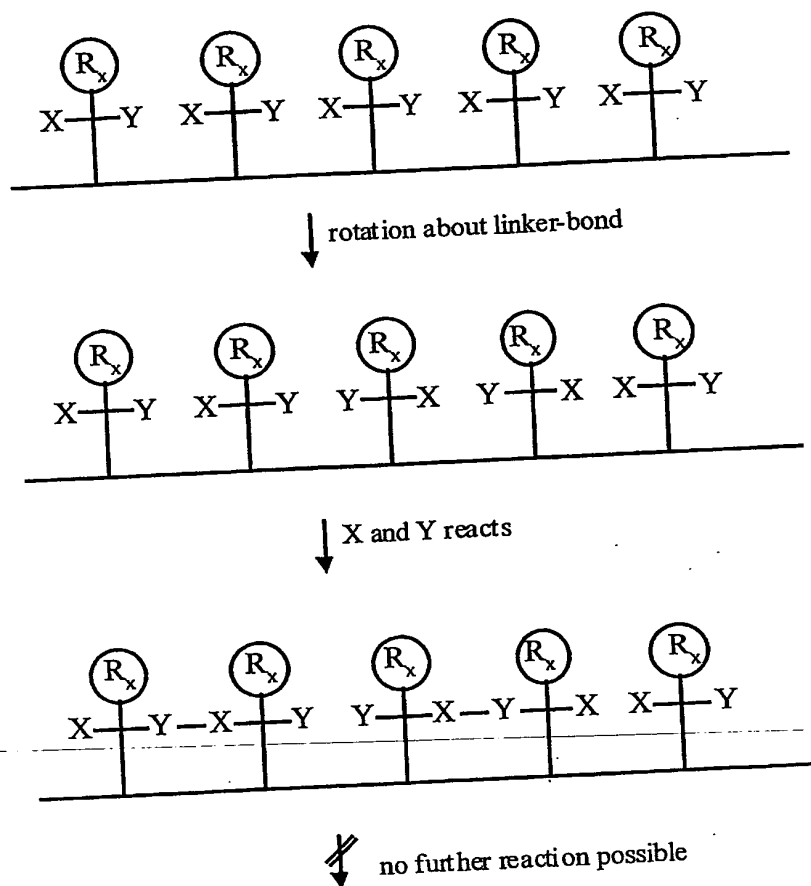 Rx Rx Rx Rx Rx
X Y X Y X Y X Y X Y
rotation about linker-bond
Rx Rx Rx Rx Rx
X Y X Y Y X Y X X Y
X and Y reacts
Rx Rx Rx Rx Rx
X Y X Y Y X Y X X Y
no further reaction possible